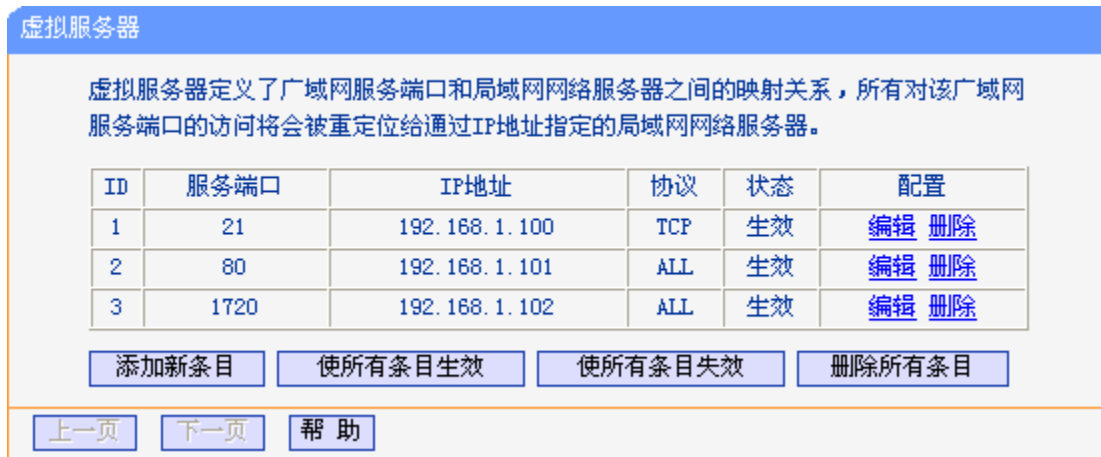 虚拟服务器
虚拟服务器定义了广域网服务端口和局域网网络服务器之间的映射关系，所有对该广域网
服务端口的访问将会被重定位给通过IP地址指定的局域网网络服务器。
ID 服务端口 IP地址 协议 状态 配置
1 21 192.168.1.100 TCP 生效 编辑 删除
2 80 192.168.1.101 ALL 生效 编辑 删除
3 1720 192.168.1.102 ALL 生效 编辑 删除
添加新条目 使所有条目生效 使所有条目失效 删除所有条目
上一页 下一页 帮 助